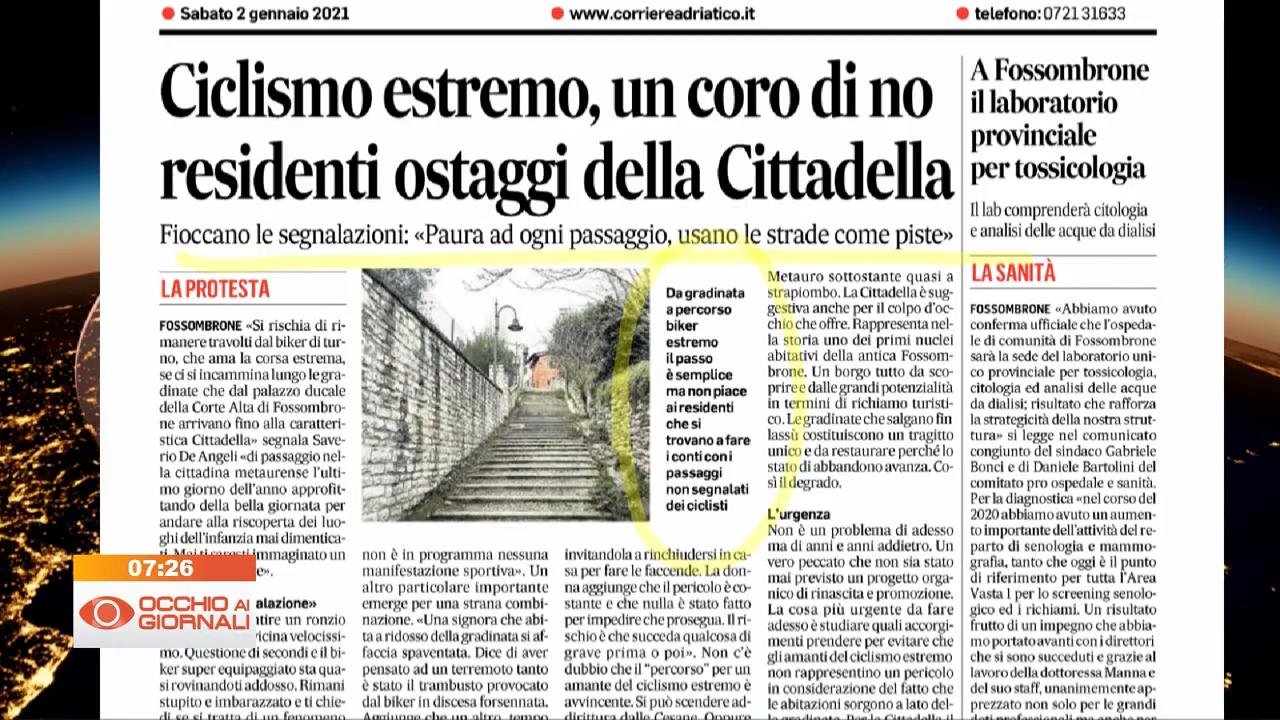 Sabato 2 gennaio 2021
www.corriereadriatico.it
telefono: 0721 31633
Ciclismo estremo, un coro di no
residenti ostaggi della Cittadella
Fioccano le segnalazioni: «Paura ad ogni passaggio, usano le strade come piste»
LA PROTESTA
FOSSOMBRONE «Si rischia di ri-
manere travolti dal biker di tur-
no, che ama la corsa estrema,
se ci si incammina lungo le gra-
dinate che dal palazzo ducale
della Corte Alta di Fossombro-
ne arrivano fino alla caratteri-
stica Cittadella» segnala Save-
rio De Angeli «di passaggio nel-
la cittadina metaurense l'ulti-
mo giorno dell'anno approfit-
tando della bella giornata per
andare alla riscoperta dei luo-
ghi dell'infanzia mai dimentica-
immaginato un
e».
alazione»
ntire un ronzio
vicina velocissi-
mo. Questione di secondi e il bi-
ker super equipaggiato sta qua-
si rovinandoti addosso. Rimani
stupito e imbarazzato e ti chie-
di se si tratta di un fenomeno
Da gradinata
a percorso
biker
estremo
il passo
è semplice
ma non piace
ai residenti
che si
trovano a fare
i conti con i
passaggi
non segnalati
dei ciclisti
non è in programma nessuna
manifestazione sportiva». Un
altro particolare importante
emerge per una strana combi-
nazione. «Una signora che abi-
ta a ridosso della gradinata si af-
faccia spaventata. Dice di aver
pensato ad un terremoto tanto
è stato il trambusto provocato
dal biker in discesa forsennata.
Aggiunge che un altro, tempo
invitandola a rinchiudersi in ca-
sa per fare le faccende. La don-
na aggiunge che il pericolo è co-
stante e che nulla è stato fatto
per impedire che prosegua. Il ri-
schio è che succeda qualcosa di
grave prima o poi». Non c'è
dubbio che il "percorso" per un
amante del ciclismo estremo è
avvincente. Si può scendere ad-
dirittura dalle Cesane. Oppure
Metauro sottostante quasi a
strapiombo. La Cittadella è sug-
gestiva anche per il colpo d'oc-
chio che offre. Rappresenta nel-
la storia uno dei primi nuclei
abitativi della antica Fossom-
brone. Un borgo tutto da sco-
prire e dalle grandi potenzialità
in termini di richiamo turisti-
co. Le gradinate che salgano fin
lassù costituiscono un tragitto
unico e da restaurare perché lo
stato di abbandono avanza. Co-
sì il degrado.
L'urgenza
Non è un problema di adesso
ma di anni e anni addietro. Un
vero peccato che non sia stato
mai previsto un progetto orga-
nico di rinascita e promozione.
La cosa più urgente da fare
adesso è studiare quali accorgi-
menti prendere per evitare che
gli amanti del ciclismo estremo
non rappresentino un pericolo
in considerazione del fatto che
le abitazioni sorgono a lato del-
la gradinata. Per la Cittadella il
A Fossombrone
il laboratorio
provinciale
per tossicologia
Il lab comprenderà citologia
e analisi delle acque da dialisi
LA SANITÀ
FOSSOMBRONE «Abbiamo avuto
conferma ufficiale che l'ospeda-
le di comunità di Fossombrone
sarà la sede del laboratorio uni-
co provinciale per tossicologia,
citologia ed analisi delle acque
da dialisi; risultato che rafforza
la strategicità della nostra strut-
tura» si legge nel comunicato
congiunto del sindaco Gabriele
Bonci e di Daniele Bartolini del
comitato pro ospedale e sanità.
Per la diagnostica «nel corso del
2020 abbiamo avuto un aumen-
to importante dell'attività del re-
parto di senologia e mammo-
grafia, tanto che oggi è il punto
di riferimento per tutta l'Area
Vasta 1 per lo screening senolo-
gico ed i richiami. Un risultato
frutto di un impegno che abbia-
mo portato avanti con i direttori
che si sono succeduti e grazie al
lavoro della dottoressa Manna e
del suo staff, unanimemente ap-
prezzato non solo per le grandi
07:26
OCCHIO AI
GIORNALI